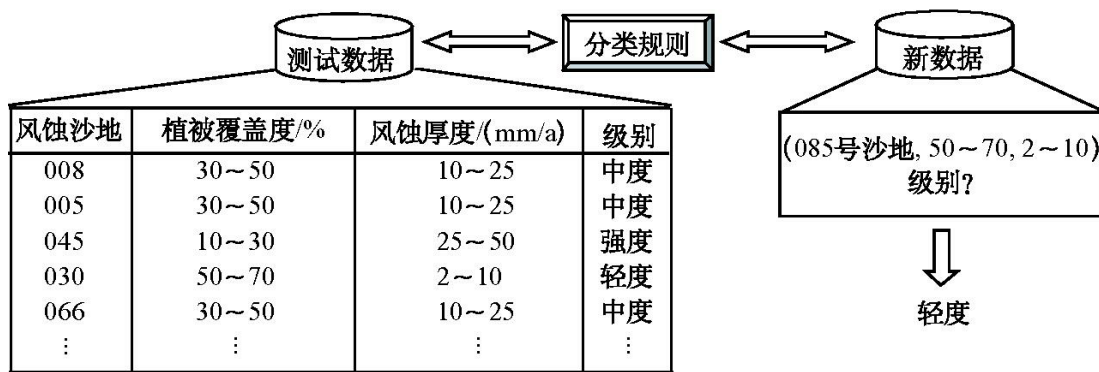 测试数据
分类规则
新数据
风蚀沙地 植被覆盖度/% 风蚀厚度/(mm/a) 级别
008 30～50 10～25 中度
005 30～50 10～25 中度
045 10～30 25～50 强度
030 50～70 2～10 轻度
066 30～50 10～25 中度
⋮ ⋮ ⋮ ⋮
(085号沙地, 50～70, 2～10)
级别?
轻度